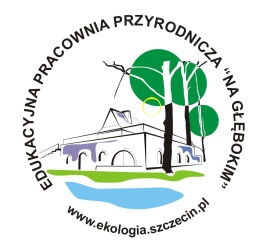 EDUKACYJNA PRACOWNIA PRZYRODNICZA "NA GŁĘBOKIM"
www.ekologia.szczecin.pl